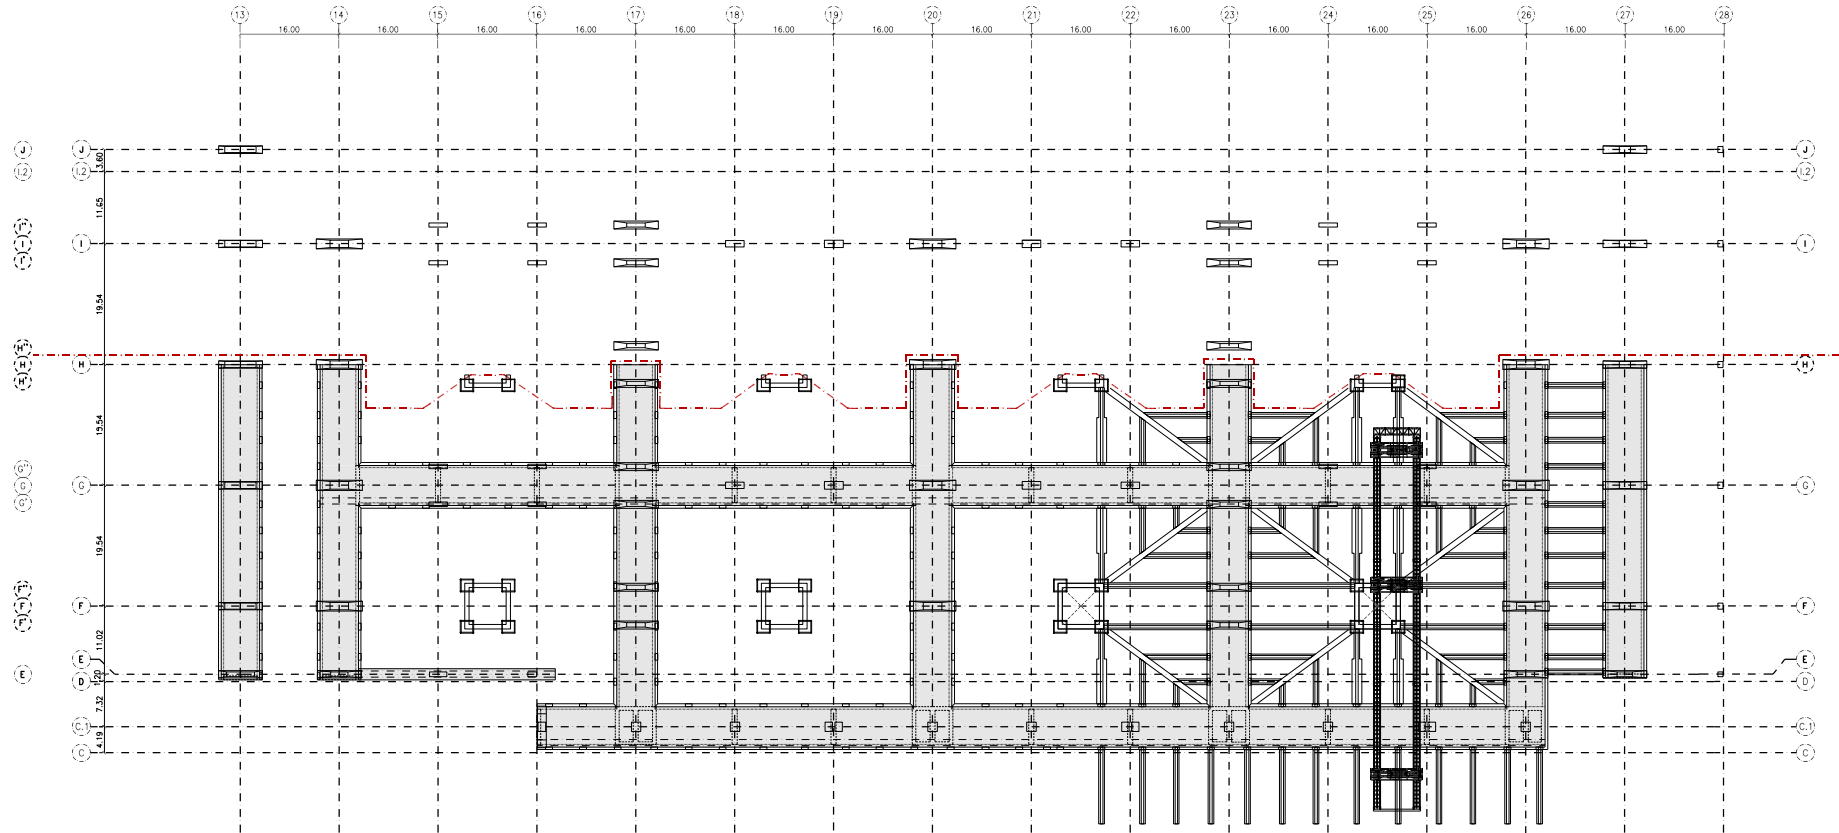 13 14 15 16 17 18 19 20 21 22 23 24 25 26 27 28
16.00 16.00 16.00 16.00 16.00 16.00 16.00 16.00 16.00 16.00 16.00 16.00 16.00 16.00 16.00
J J J
3.60
I.2 I.2 I.2
11.65
I'' 
I I I
I'
19.54
H''
H H H
H'
19.54
G''
G G G
G'
19.54
F''
F F F
F'
11.02
E E
E
1.20
D D
7.32
C.1 C.1
4.19
C C